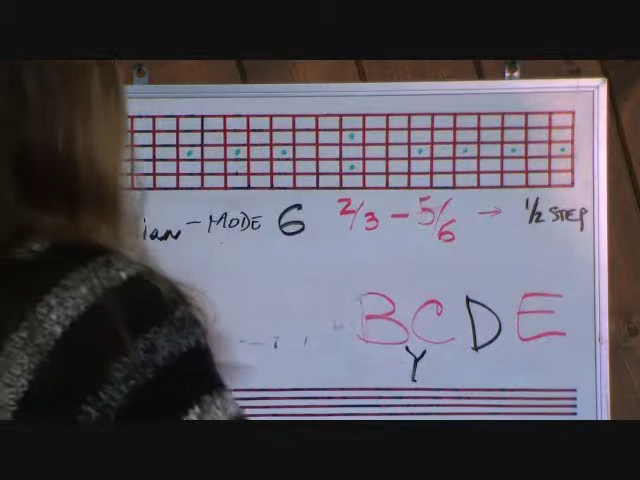 ian - MODE 6 2/3 - 5/6 → 1/2 STEP
BCDE
Y